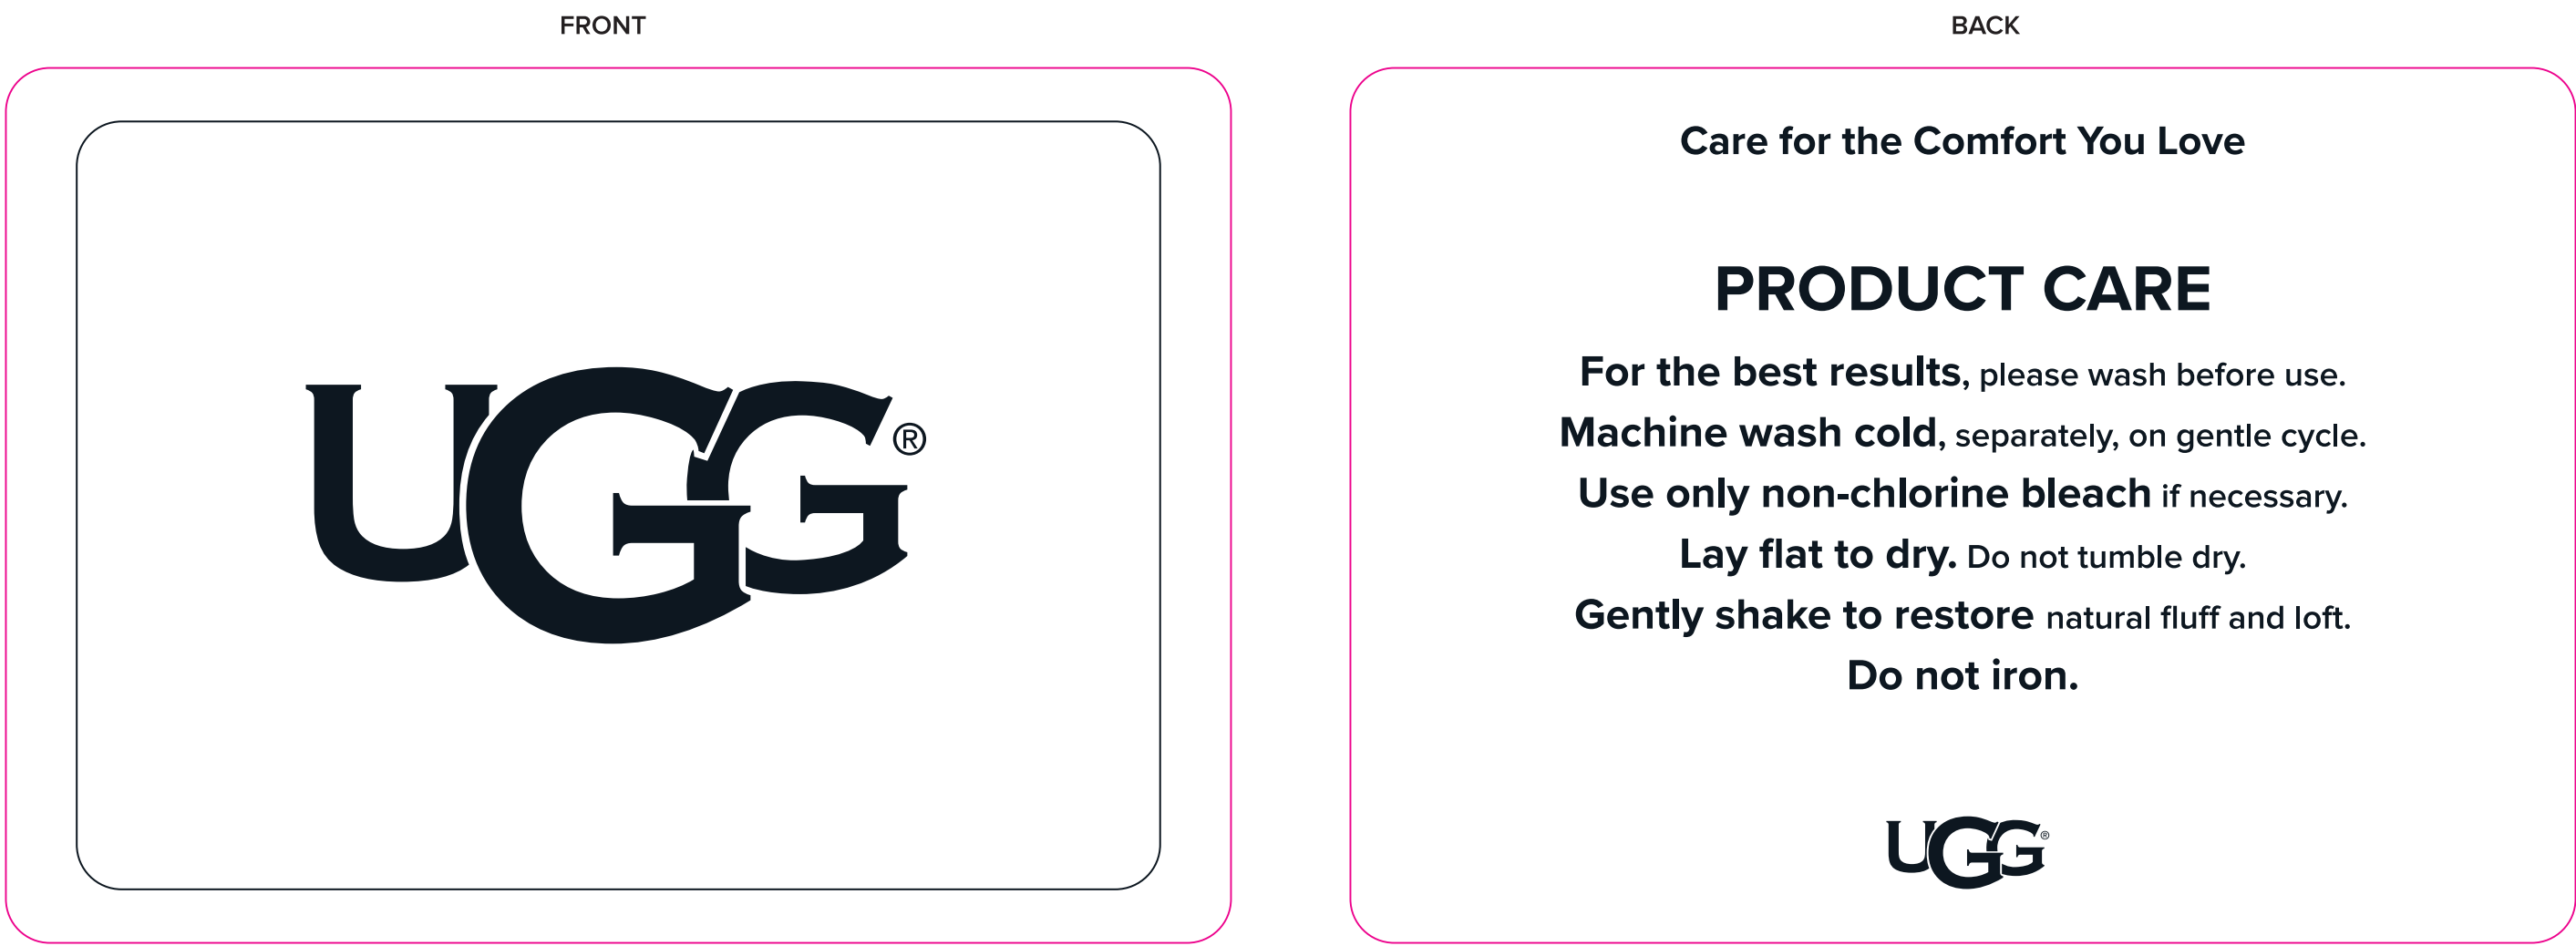 FRONT
UGG®
BACK
Care for the Comfort You Love
PRODUCT CARE
For the best results, please wash before use.
Machine wash cold, separately, on gentle cycle.
Use only non-chlorine bleach if necessary.
Lay flat to dry. Do not tumble dry.
Gently shake to restore natural fluff and loft.
Do not iron.
UGG®